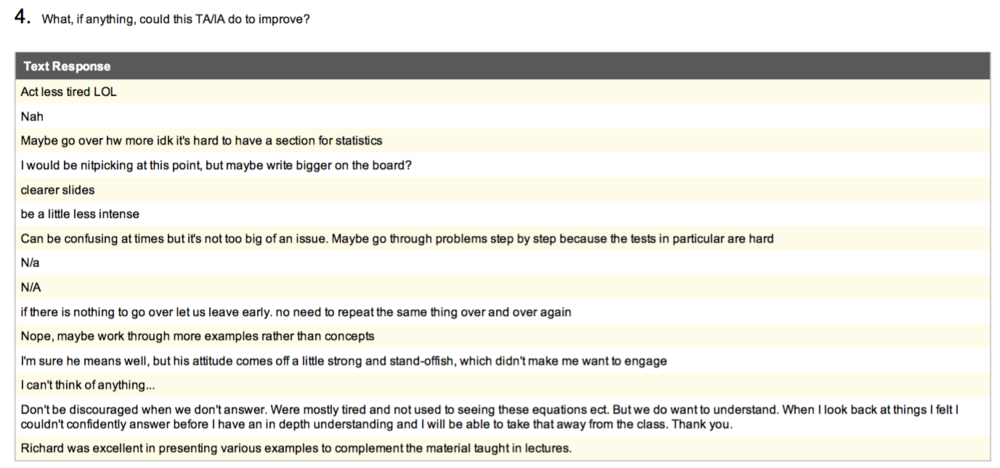 4. What, if anything, could this TA/IA do to improve?
Text Response
Act less tired LOL
Nah
Maybe go over hw more idk it's hard to have a section for statistics
I would be nitpicking at this point, but maybe write bigger on the board?
clearer slides
be a little less intense
Can be confusing at times but it's not too big of an issue. Maybe go through problems step by step because the tests in particular are hard
N/a
N/A
if there is nothing to go over let us leave early. no need to repeat the same thing over and over again
Nope, maybe work through more examples rather than concepts
I'm sure he means well, but his attitude comes off a little strong and stand-offish, which didn't make me want to engage
I can't think of anything...
Don't be discouraged when we don't answer. Were mostly tired and not used to seeing these equations ect. But we do want to understand. When I look back at things I felt I
couldn't confidently answer before I have an in depth understanding and I will be able to take that away from the class. Thank you.
Richard was excellent in presenting various examples to complement the material taught in lectures.